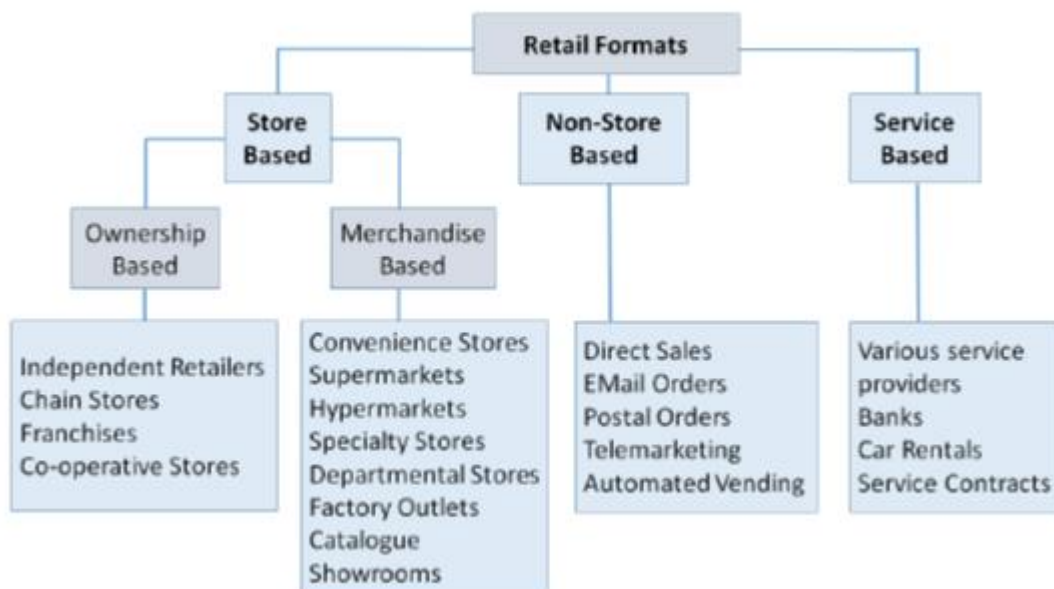 Retail Formats
Store
Based
Non-Store
Based
Service
Based
Ownership
Based
Merchandise
Based
Independent Retailers
Chain Stores
Franchises
Co-operative Stores
Convenience Stores
Supermarkets
Hypermarkets
Specialty Stores
Departmental Stores
Factory Outlets
Catalogue
Showrooms
Direct Sales
EMail Orders
Postal Orders
Telemarketing
Automated Vending
Various service
providers
Banks
Car Rentals
Service Contracts